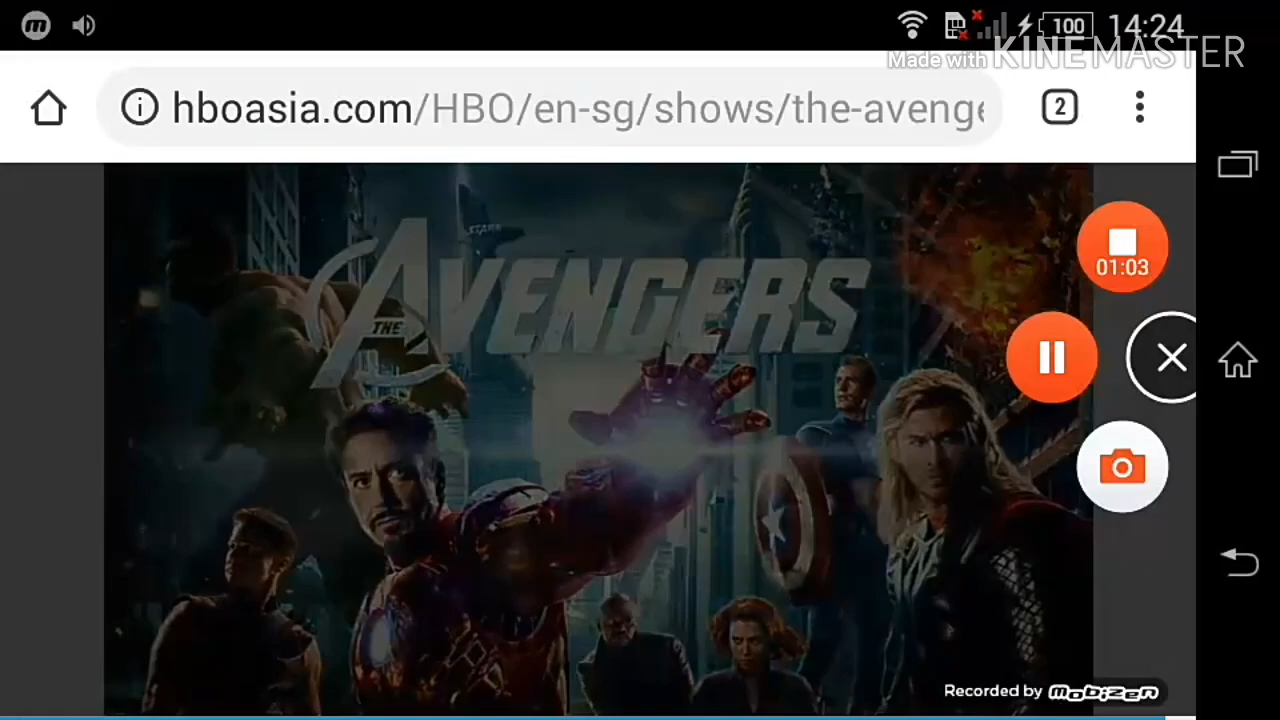 100 14:24
Made with KINEMASTER
hboasia.com/HBO/en-sg/shows/the-avenge
2
STARK
THE AVENGERS
01:03
Recorded by mobizen